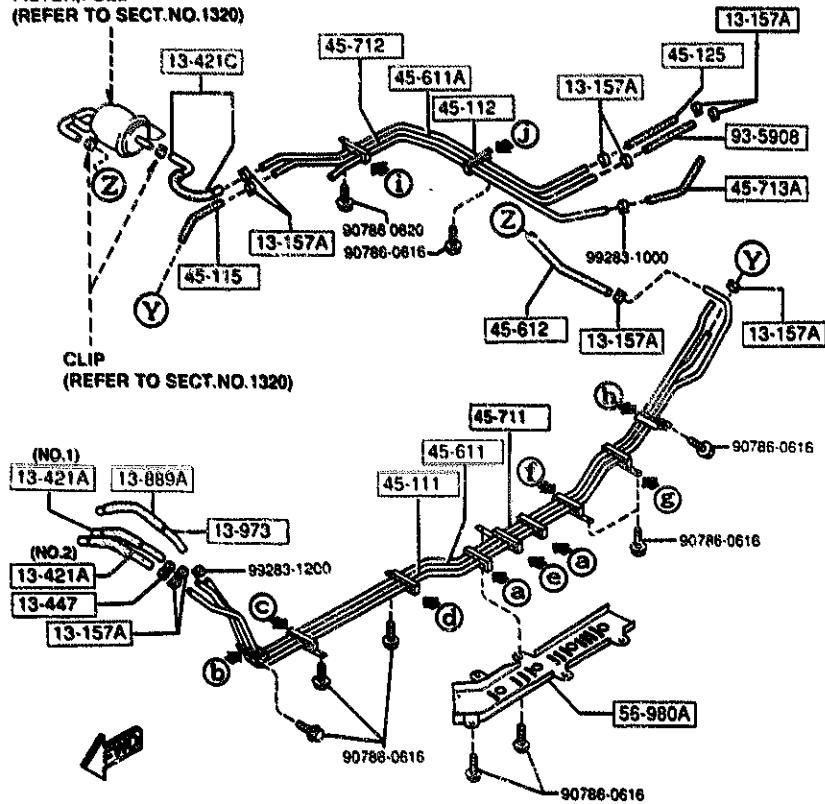 (REFER TO SECT.NO.1320)
13-421C
45-712
45-611A
45-112
13-157A
45-125
13-157A
93-5908
45-713A
j
i
Z
90786-0820
90786-0616
13-157A
45-115
Y
Z
99283-1000
45-612
13-157A
Y
13-157A
CLIP
(REFER TO SECT.NO.1320)
h
90786-0616
45-711
45-611
45-111
f
g
90786-0616
(NO.1)
13-421A
13-889A
13-973
(NO.2)
13-421A
99283-1200
13-447
13-157A
c
d
a
e
a
b
56-980A
90786-0616
90786-0616
FWD